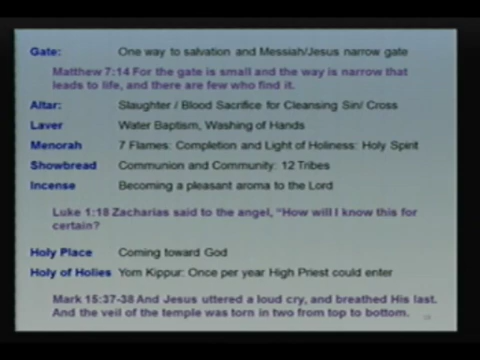 Gate: One way to salvation and Messiah/Jesus narrow gate
Matthew 7:14 For the gate is small and the way is narrow that
leads to life, and there are few who find it.
Altar: Slaughter / Blood Sacrifice for Cleansing Sin/ Cross
Laver Water Baptism, Washing of Hands
Menorah 7 Flames: Completion and Light of Holiness: Holy Spirit
Showbread Communion and Community: 12 Tribes
Incense Becoming a pleasant aroma to the Lord
Luke 1:18 Zacharias said to the angel, "How will I know this for
certain?
Holy Place Coming toward God
Holy of Holies Yom Kippur: Once per year High Priest could enter
Mark 15:37-38 And Jesus uttered a loud cry, and breathed His last.
And the veil of the temple was torn in two from top to bottom.